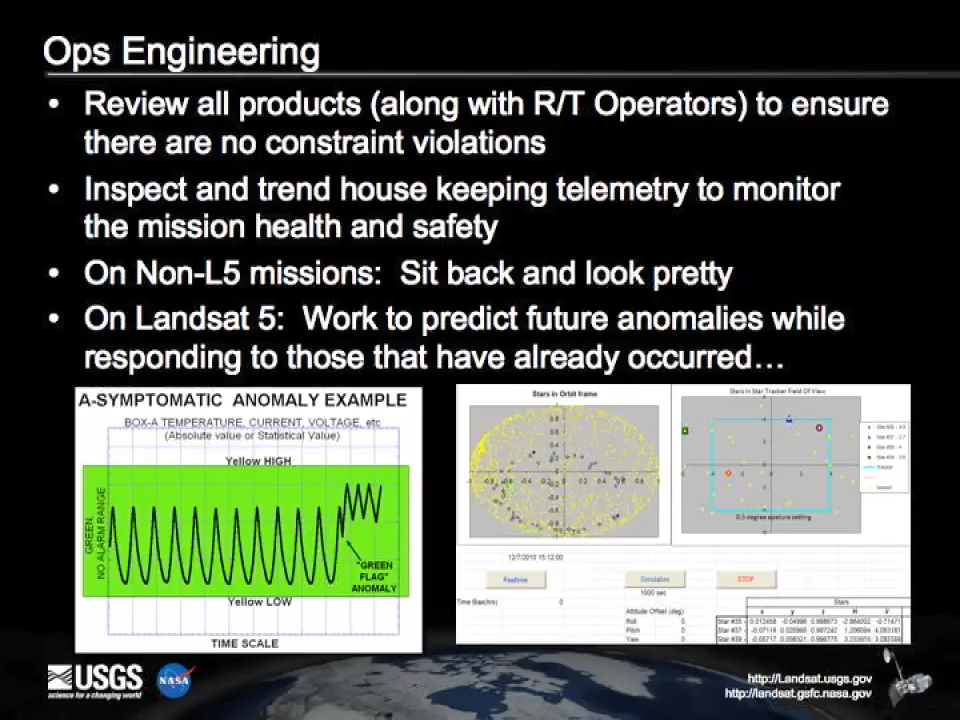 Ops Engineering
• Review all products (along with R/T Operators) to ensure
there are no constraint violations
• Inspect and trend house keeping telemetry to monitor
the mission health and safety
• On Non-L5 missions: Sit back and look pretty
• On Landsat 5: Work to predict future anomalies while
responding to those that have already occurred…
A-SYMPTOMATIC ANOMALY EXAMPLE
BOX-A TEMPERATURE, CURRENT, VOLTAGE, etc
(Absolute value or Statistical Value)
Yellow HIGH
GREEN,
NO ALARM RANGE
"GREEN
FLAG"
ANOMALY
Yellow LOW
TIME SCALE
Stars In Orbit frame
Stars In Star Tracker Field Of View
0.5 degree
setting
12/7/2010 15:12:00
Realtime
Simulation
STOP
1000 sec
Time Bias(hrs) 0
Attitude Offset (deg)
Roll 0
Pitch 0
Yaw 0
Stars
x y z H V
USGS
science for a changing world
NASA
http://Landsat.usgs.gov
http://landsat.gsfc.nasa.gov